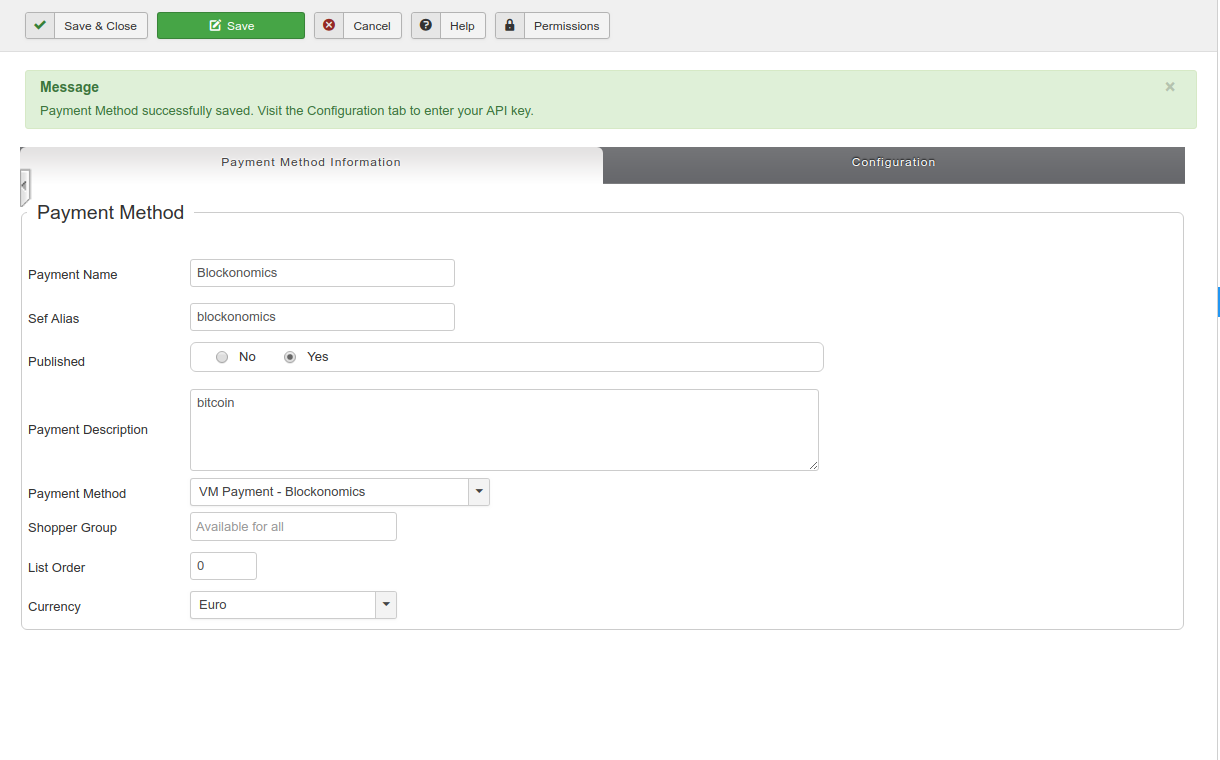 Save & Close Save Cancel Help Permissions
Message ×
Payment Method successfully saved. Visit the Configuration tab to enter your API key.
Payment Method Information Configuration
Payment Method
Payment Name Blockonomics
Sef Alias blockonomics
Published No Yes
Payment Description bitcoin
Payment Method VM Payment - Blockonomics
Shopper Group Available for all
List Order 0
Currency Euro